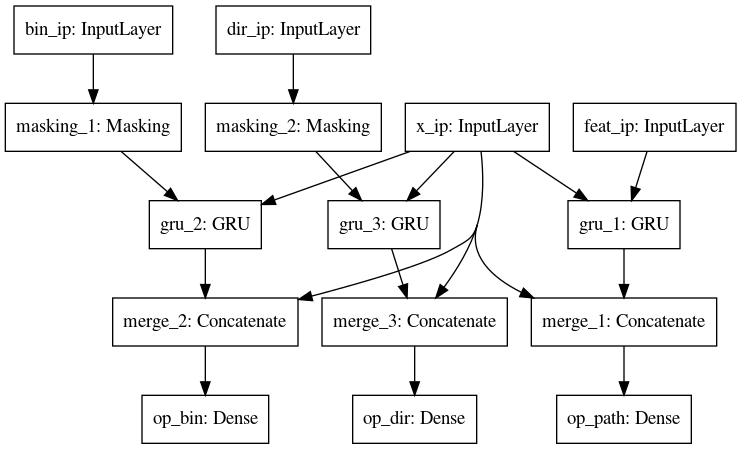 bin_ip: InputLayer
dir_ip: InputLayer
masking_1: Masking
masking_2: Masking
x_ip: InputLayer
feat_ip: InputLayer
gru_2: GRU
gru_3: GRU
gru_1: GRU
merge_2: Concatenate
merge_3: Concatenate
merge_1: Concatenate
op_bin: Dense
op_dir: Dense
op_path: Dense